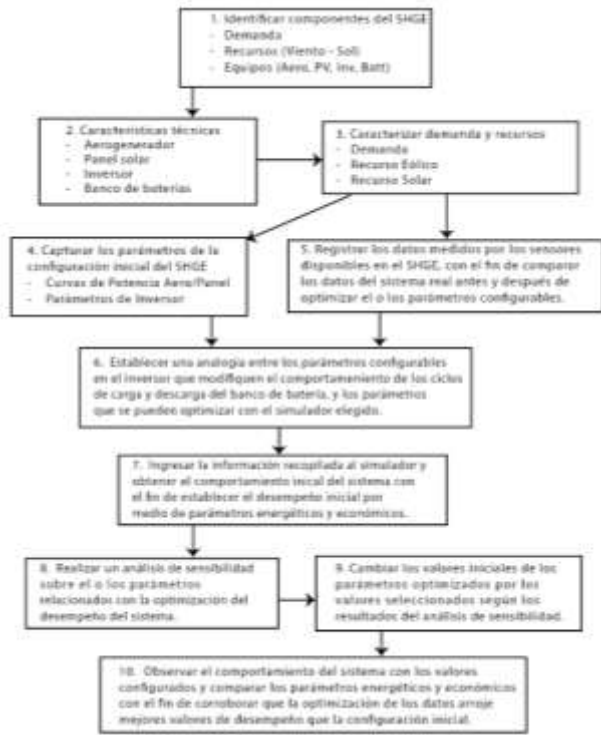 1. Identificar componentes del SHGE
- Demanda
- Recursos (Viento - Sol)
- Equipos (Aero, PV, Inv, Batt)
2. Características técnicas
- Aerogenerador
- Panel solar
- Inversor
- Banco de baterías
3. Caracterizar demanda y recursos
- Demanda
- Recurso Eólico
- Recurso Solar
4. Capturar los parámetros de la
configuración inicial del SHGE
- Curvas de Potencia Aero/Panel
- Parámetros de Inversor
5. Registrar los datos medidos por los sensores
disponibles en el SHGE, con el fin de comparar
los datos del sistema real antes y después de
optimizar el o los parámetros configurables.
6. Establecer una analogía entre los parámetros configurables
en el inversor que modifiquen el comportamiento de los ciclos
de carga y descarga del banco de batería, y los parámetros
que se pueden optimizar con el simulador elegido.
7. Ingresar la información recopilada al simulador y
obtener el comportamiento inicial del sistema con
el fin de establecer el desempeño inicial por
medio de parámetros energéticos y económicos.
8. Realizar un análisis de sensibilidad
sobre el o los parámetros
relacionados con la optimización del
desempeño del sistema.
9. Cambiar los valores iniciales de los
parámetros optimizados por los
valores seleccionados según los
resultados del análisis de sensibilidad.
10. Observar el comportamiento del sistema con los valores
configurados y comparar los parámetros energéticos y económicos
con el fin de corroborar que la optimización de los datos arroje
mejores valores de desempeño que la configuración inicial.